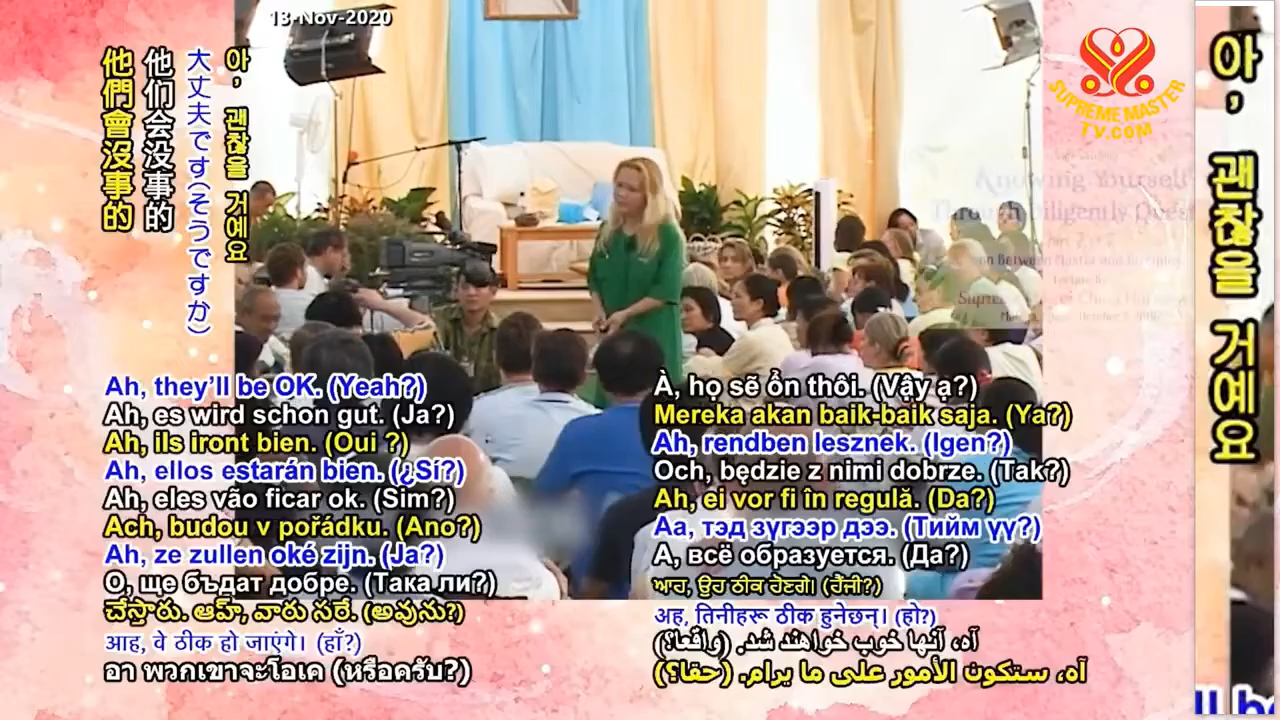 13-Nov-2020
SUPREME MASTER
TV.COM
Knowing Yourself
Through Diligently
아, 괜찮을 거예요
大丈夫です(そうですか)
他们会没事的
他們會沒事的
Ah, they'll be OK. (Yeah?)
Ah, es wird schon gut. (Ja?)
Ah, ils iront bien. (Oui ?)
Ah, ellos estarán bien. (¿Sí?)
Ah, eles vão ficar ok. (Sim?)
Ach, budou v pořádku. (Ano?)
Ah, ze zullen oké zijn. (Ja?)
О, ще бъдат добре. (Така ли?)
చేస్తారు. ఆహ్, వారు సరే. (అవును?)
आह, वे ठीक हो जाएंगे। (हाँ?)
อา พวกเขาจะโอเค (หรือครับ?)
À, họ sẽ ổn thôi. (Vậy ạ?)
Mereka akan baik-baik saja. (Ya?)
Ah, rendben lesznek. (Igen?)
Och, będzie z nimi dobrze. (Tak?)
Ah, ei vor fi în regulă. (Da?)
Аа, тэд зүгээр дээ. (Тийм үү?)
А, всё образуется. (Да?)
ਆਹ, ਉਹ ਠੀਕ ਹੋਣਗੇ। (ਹੈਂਜੀ?)
अह, तिनीहरू ठीक हुनेछन्। (हो?)
آه، آنها خوب خواهند شد. (واقعا؟)
آه، ستكون الأمور على ما يرام. (حقا؟)
아, 괜찮을 거예요